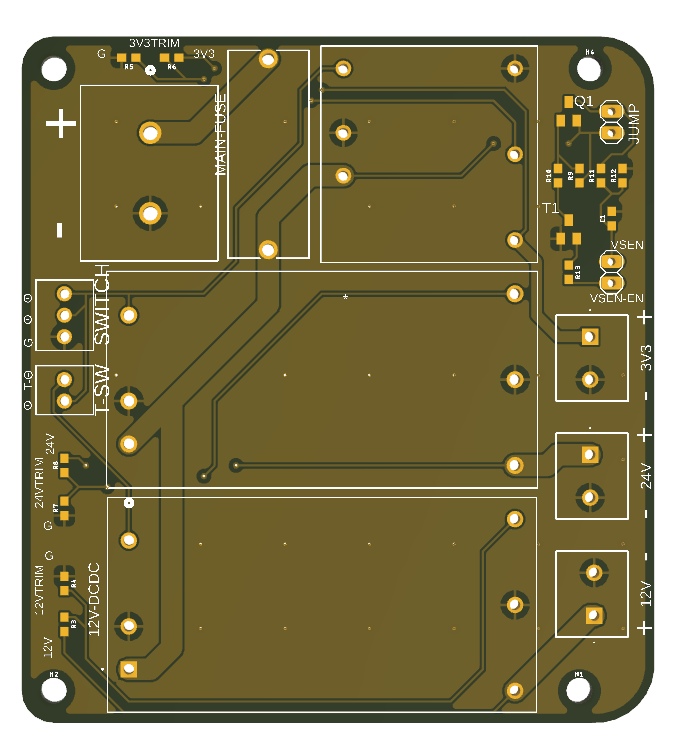 3V3TRIM
G
3V3
R5
R6
H4
Q1
JUMP
MAIN-FUSE
+
-
R10
R9
R11
R12
T1
C1
VSEN
R13
VSEN-EN
SWITCH
G
*
+
3V3
-
T-SW
24V
R8
24VTRIM
R7
G
+
24V
-
G
12VTRIM
R4
R3
12V
12V-DCDC
-
12V
+
H2
H1